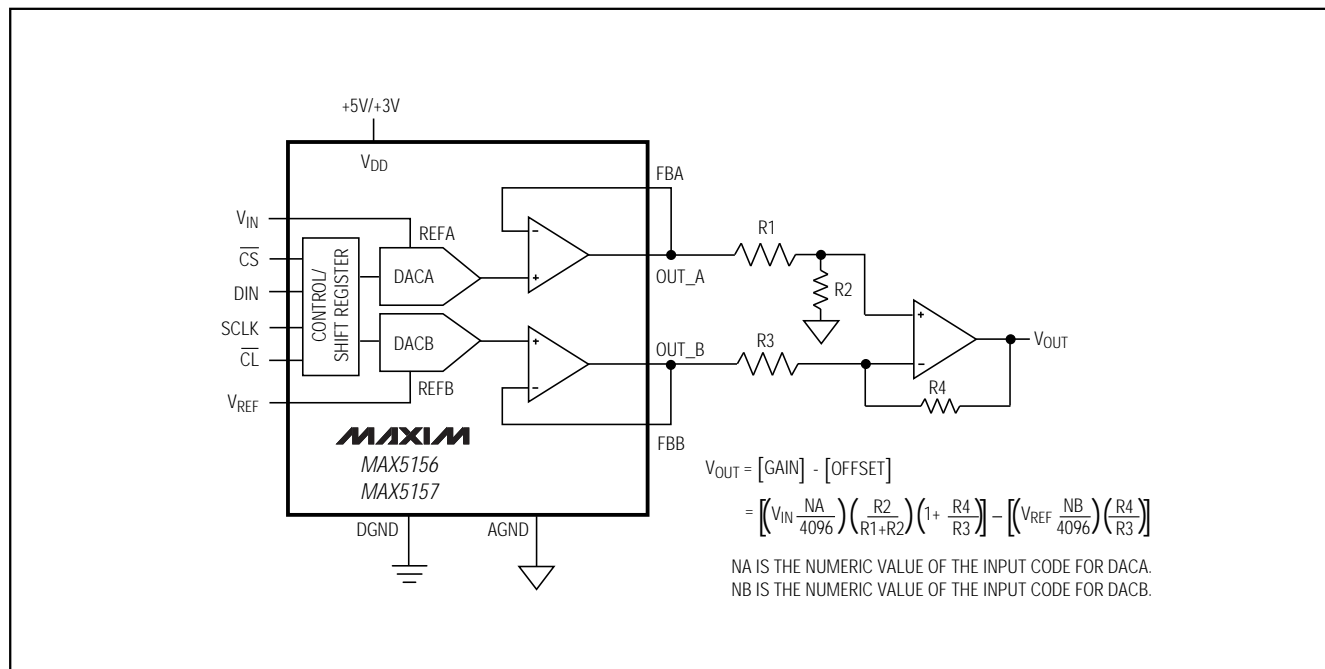 +5V/+3V
VDD
FBA
VIN
REFA
R1
CS
CONTROL/
SHIFT REGISTER
DACA
OUT_A
R2
DIN
+
-
SCLK
DACB
OUT_B
R3
VOUT
CL
REFB
R4
VREF
FBB
MAXIM
MAX5156
MAX5157
DGND
AGND
VOUT = [GAIN] - [OFFSET]
= [(VIN NA/4096)(R2/R1+R2)(1+ R4/R3)] – [(VREF NB/4096)(R4/R3)]
NA IS THE NUMERIC VALUE OF THE INPUT CODE FOR DACA.
NB IS THE NUMERIC VALUE OF THE INPUT CODE FOR DACB.